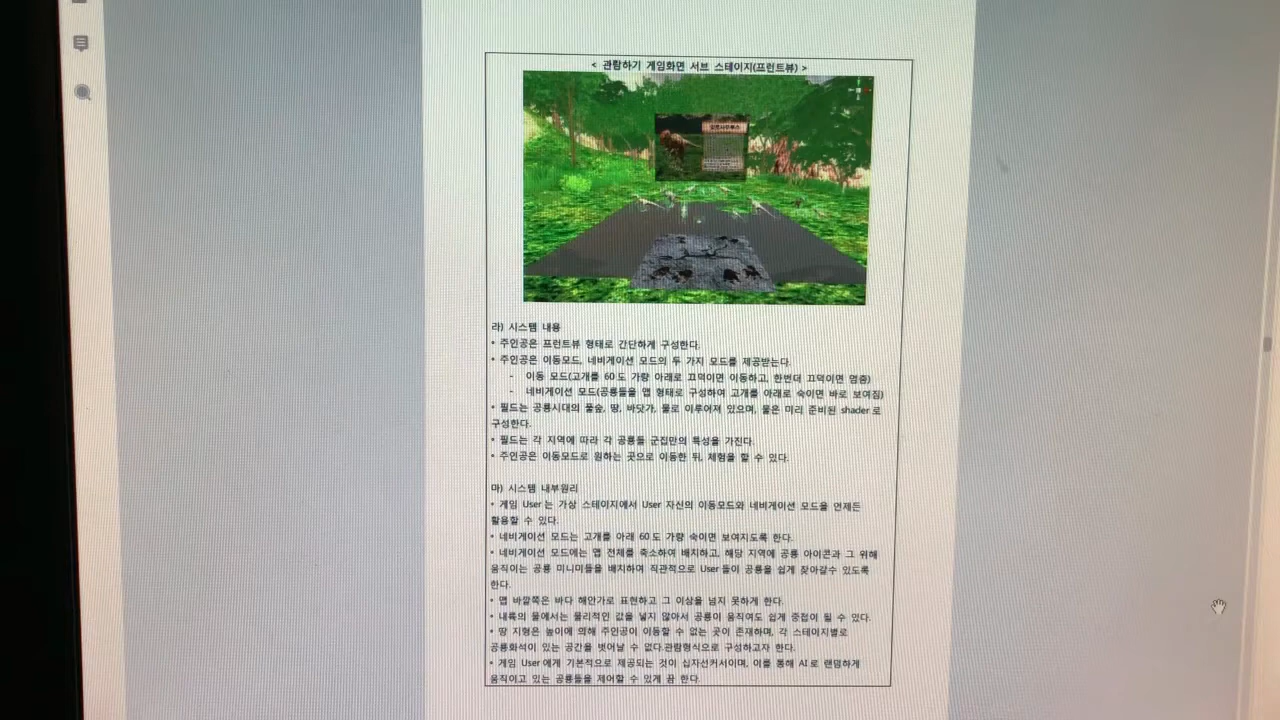 < 관람하기 게임화면 서브 스테이지(프런트뷰) >
라) 시스템 내용
• 주인공은 프런트뷰 형태로 간단하게 구성한다.
• 주인공은 이동모드, 네비게이션 모드의 두 가지 모드를 제공받는다.
- 이동 모드(고개를 60도 가량 아래로 끄덕이면 이동하고, 한번더 끄덕이면 멈춤)
- 네비게이션 모드(공룡들을 맵 형태로 구성하여 고개를 아래로 숙이면 바로 보여짐)
• 필드는 공룡시대의 풀숲, 땅, 바닷가, 물로 이루어져 있으며, 물은 미리 준비된 shader로
구성한다.
• 필드는 각 지역에 따라 각 공룡들 군집만의 특성을 가진다.
• 주인공은 이동모드로 원하는 곳으로 이동한 뒤, 체험을 할 수 있다.
마) 시스템 내부원리
• 게임 User는 가상 스테이지에서 User 자신의 이동모드와 네비게이션 모드을 언제든
활용할 수 있다.
• 네비게이션 모드는 고개를 아래 60도 가량 숙이면 보여지도록 한다.
• 네비게이션 모드에는 맵 전체를 축소하여 배치하고, 해당 지역에 공룡 아이콘과 그 위해
움직이는 공룡 미니미들을 배치하여 직관적으로 User들이 공룡을 쉽게 찾아갈수 있도록
한다.
• 맵 바깥쪽은 바다 해안가로 표현하고 그 이상을 넘지 못하게 한다.
• 내륙의 물에서는 물리적인 값을 넣지 않아서 공룡이 움직여도 쉽게 중접이 될 수 있다.
• 땅 지형은 높이에 의해 주인공이 이동할 수 없는 곳이 존재하며, 각 스테이지별로
공룡화석이 있는 공간을 벗어날 수 없다.관람형식으로 구성하고자 한다.
• 게임 User에게 기본적으로 제공되는 것이 십자선커서이며, 이를 통해 AI로 랜덤하게
움직이고 있는 공룡들을 제어할 수 있게 끔 한다.